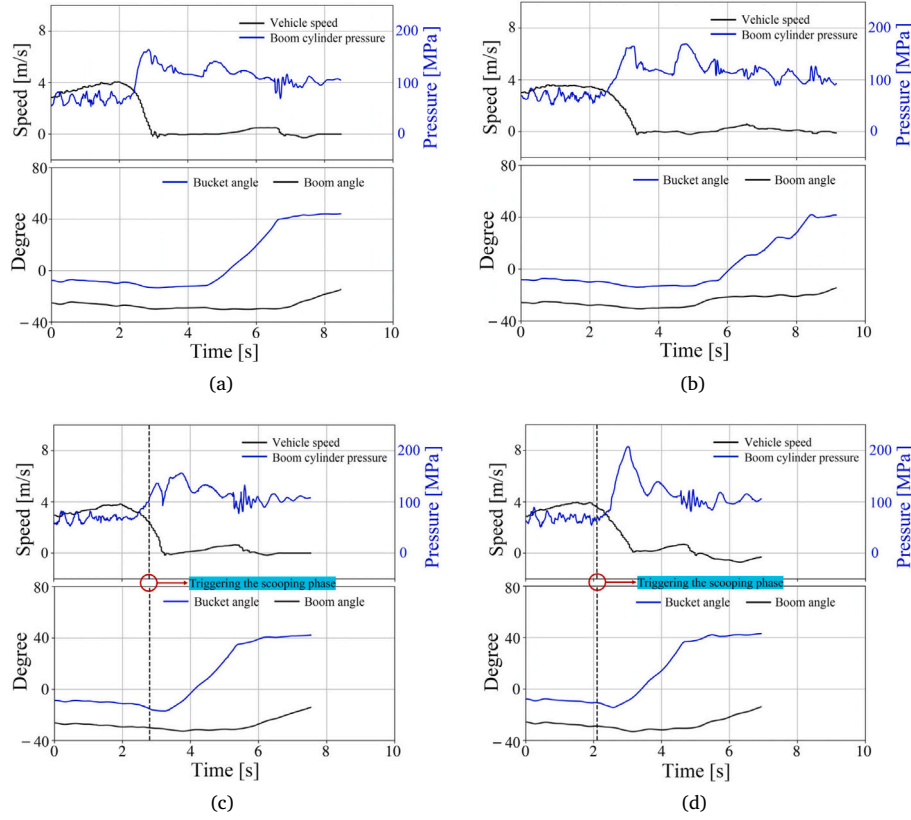 Vehicle speed
Boom cylinder pressure
8
4
0
200
100
0
Speed [m/s]
Pressure [MPa]
Bucket angle
Boom angle
80
40
0
−40
Degree
0 2 4 6 8 10
Time [s]
(a)
Vehicle speed
Boom cylinder pressure
8
4
0
200
100
0
Speed [m/s]
Pressure [MPa]
Bucket angle
Boom angle
80
40
0
−40
Degree
0 2 4 6 8 10
Time [s]
(b)
Vehicle speed
Boom cylinder pressure
8
4
0
200
100
0
Speed [m/s]
Pressure [MPa]
Triggering the scooping phase
Bucket angle
Boom angle
80
40
0
−40
Degree
0 2 4 6 8 10
Time [s]
(c)
Vehicle speed
Boom cylinder pressure
8
4
0
200
100
0
Speed [m/s]
Pressure [MPa]
Triggering the scooping phase
Bucket angle
Boom angle
80
40
0
−40
Degree
0 2 4 6 8 10
Time [s]
(d)